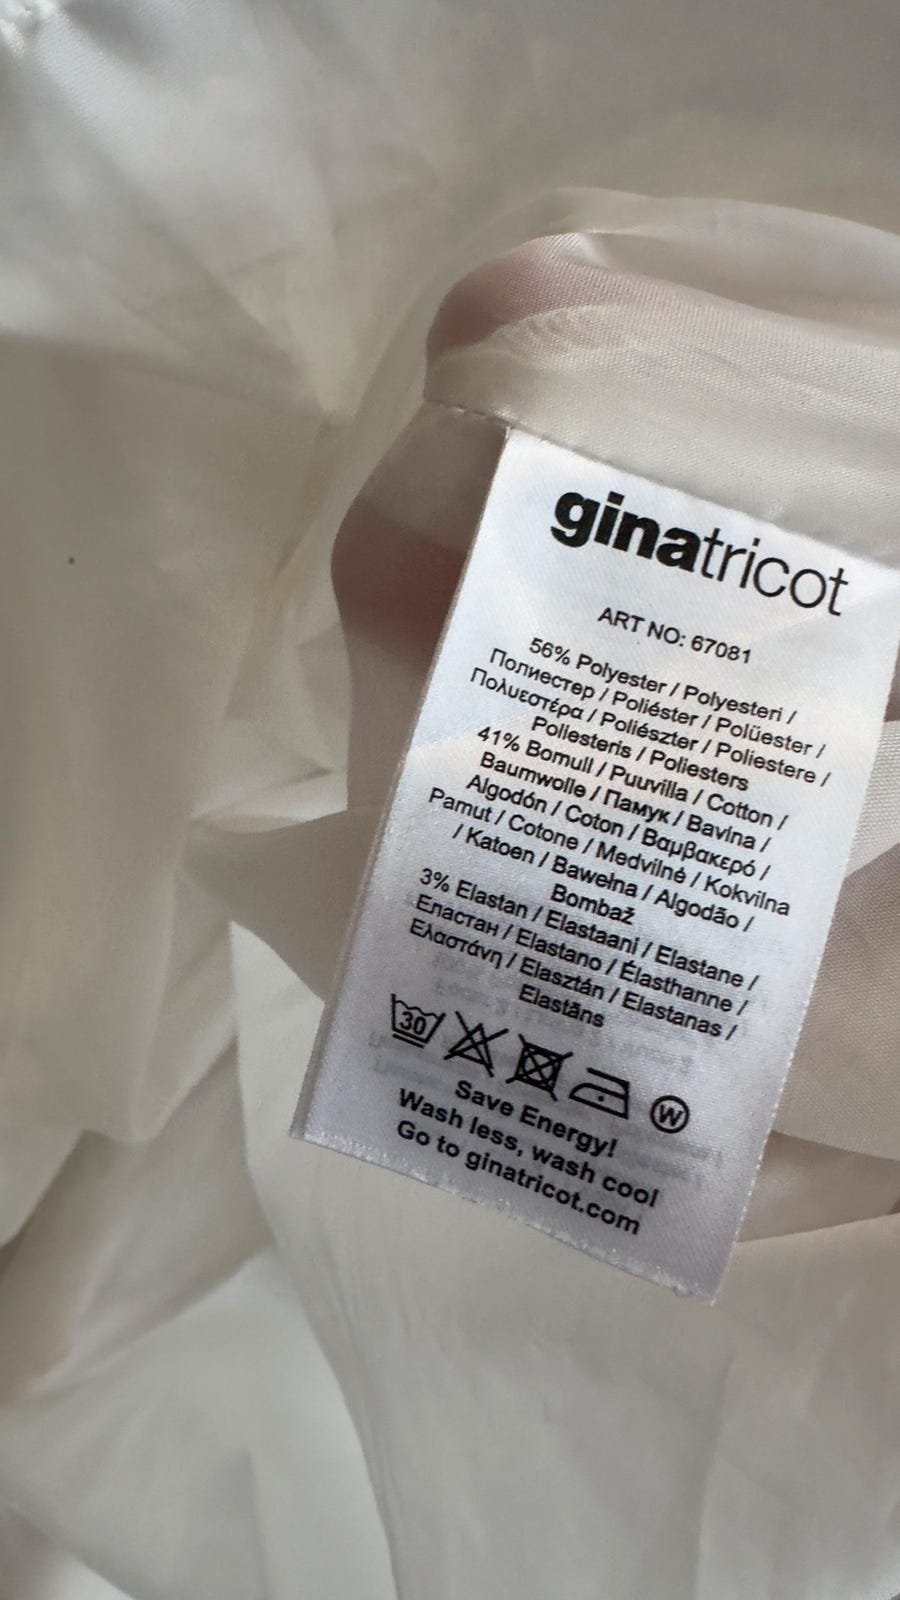 ginatricot
ART NO: 67081
56% Polyester / Polyesteri /
Полиестер / Poliéster / Polüester /
Πολυεστέρα / Poliészter / Poliestere /
Poliesteris / Poliesters
41% Bomull / Puuvilla / Cotton /
Baumwolle / Памук / Bavlna /
Algodón / Coton / Βαμβακερό /
Pamut / Cotone / Medvilnė / Kokvilna
/ Katoen / Bawełna / Algodão /
Bombaž
3% Elastan / Elastaani / Elastane /
Еластан / Elastano / Élasthanne /
Ελαστάνη / Elasztán / Elastanas /
Elastāns
30 W
Save Energy!
Wash less, wash cool
Go to ginatricot.com